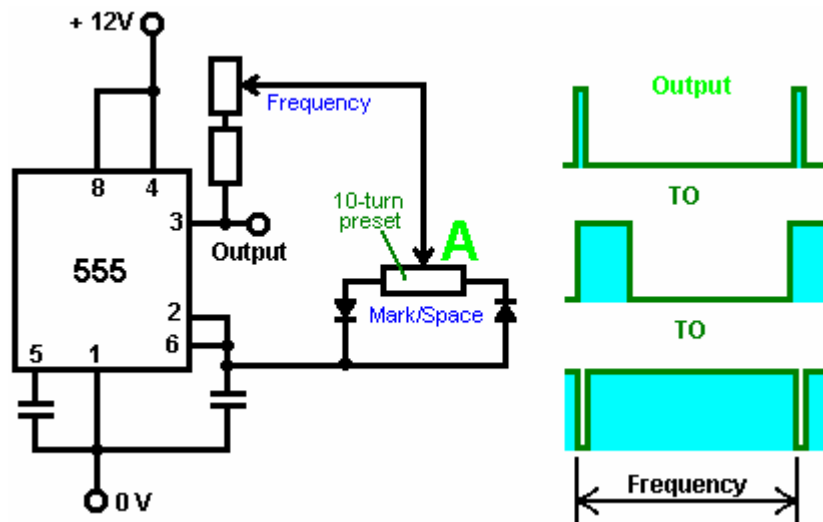 + 12V
Frequency
8
4
3
Output
555
10-turn
preset
A
Mark/Space
2
6
5
1
0 V
Output
TO
TO
Frequency